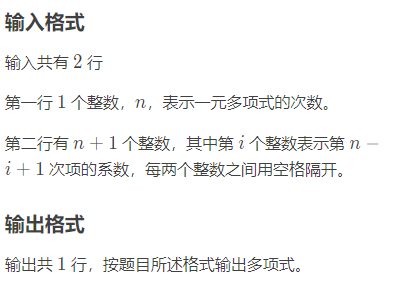 输入格式
输入共有 2 行
第一行 1 个整数，n，表示一元多项式的次数。
第二行有 n + 1 个整数，其中第 i 个整数表示第 n −
i + 1 次项的系数，每两个整数之间用空格隔开。
输出格式
输出共 1 行，按题目所述格式输出多项式。